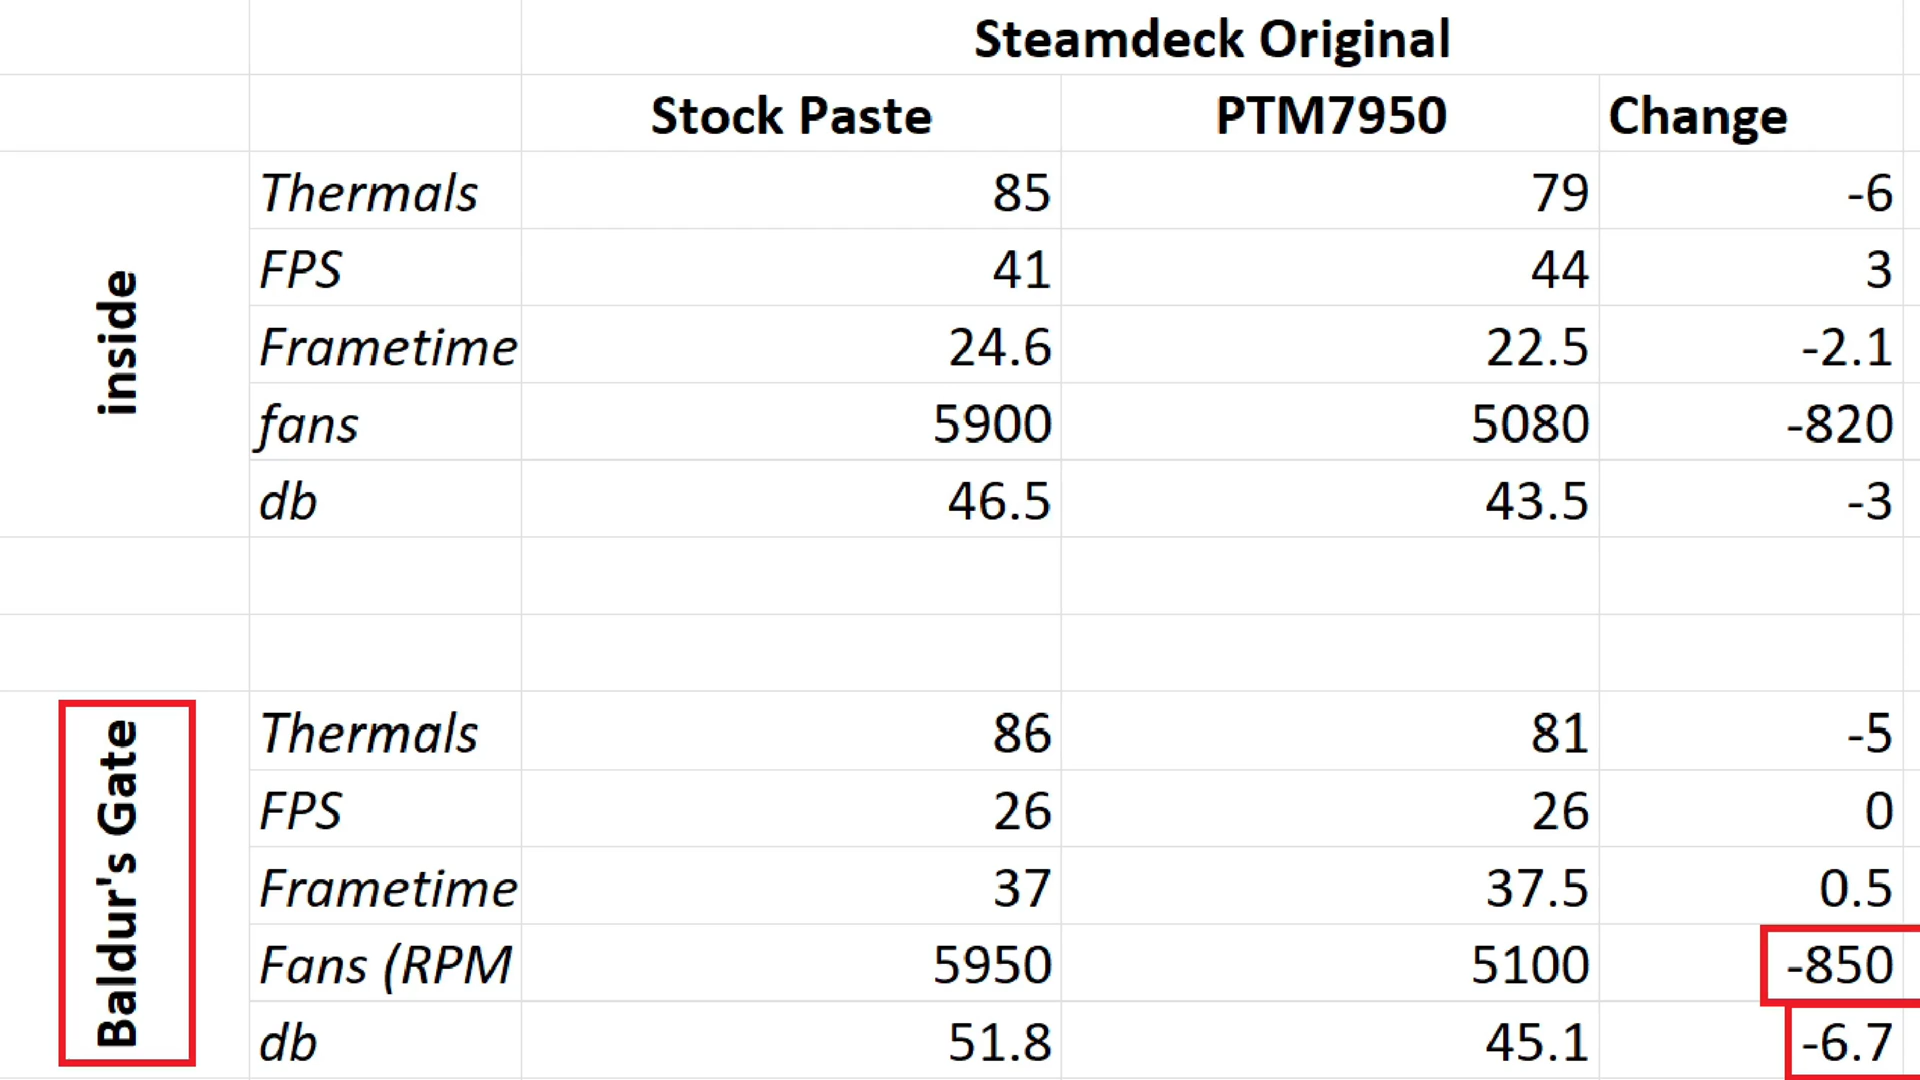 Steamdeck Original
Stock Paste PTM7950 Change
inside
Thermals 85 79 -6
FPS 41 44 3
Frametime 24.6 22.5 -2.1
fans 5900 5080 -820
db 46.5 43.5 -3
Baldur's Gate
Thermals 86 81 -5
FPS 26 26 0
Frametime 37 37.5 0.5
Fans (RPM 5950 5100 -850
db 51.8 45.1 -6.7